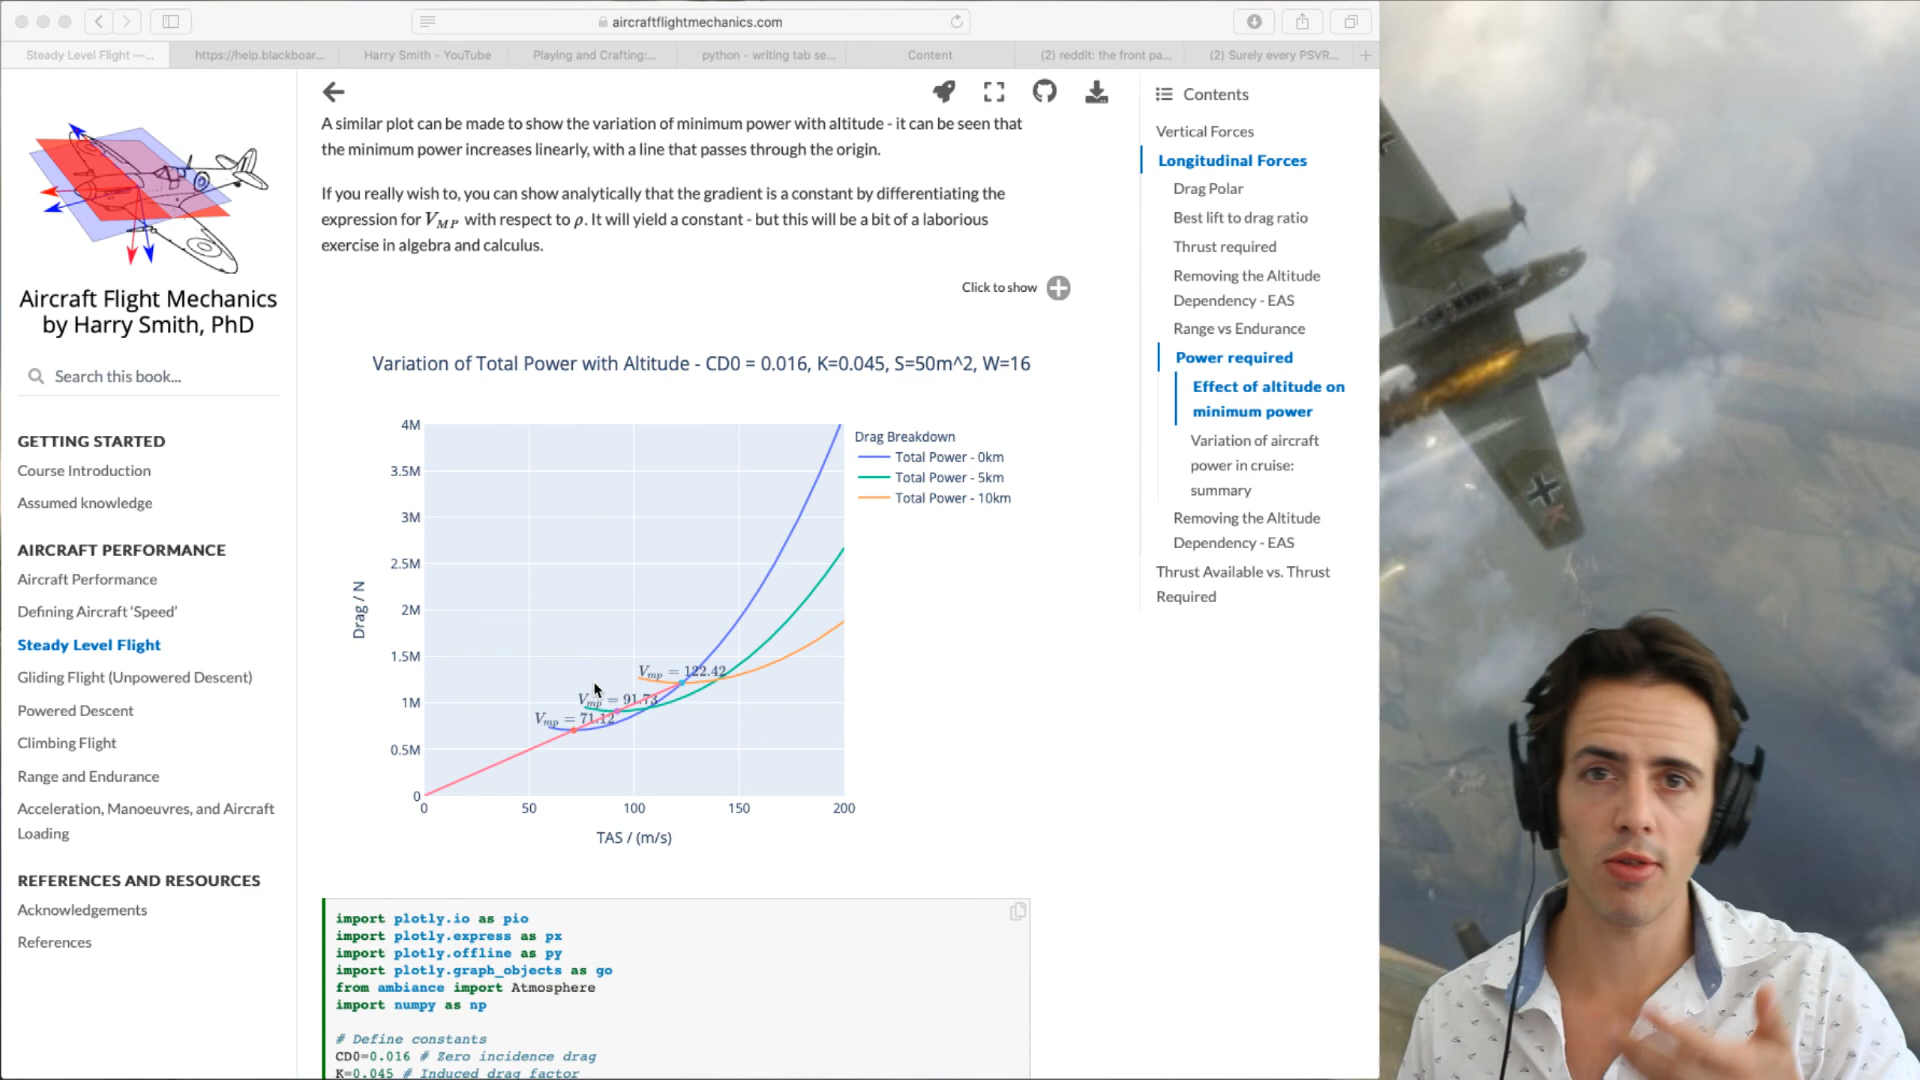 aircraftflightmechanics.com
Steady Level Flight —...
https://help.blackboar...
Harry Smith - YouTube
Playing and Crafting:...
python - writing tab se...
Content
(2) reddit: the front pa...
(2) Surely every PSVR...
Aircraft Flight Mechanics
by Harry Smith, PhD
Search this book...
GETTING STARTED
Course Introduction
Assumed knowledge
AIRCRAFT PERFORMANCE
Aircraft Performance
Defining Aircraft ‘Speed’
Steady Level Flight
Gliding Flight (Unpowered Descent)
Powered Descent
Climbing Flight
Range and Endurance
Acceleration, Manoeuvres, and Aircraft
Loading
REFERENCES AND RESOURCES
Acknowledgements
References
A similar plot can be made to show the variation of minimum power with altitude - it can be seen that
the minimum power increases linearly, with a line that passes through the origin.
If you really wish to, you can show analytically that the gradient is a constant by differentiating the
expression for V_MP with respect to ρ. It will yield a constant - but this will be a bit of a laborious
exercise in algebra and calculus.
Click to show
Variation of Total Power with Altitude - CD0 = 0.016, K=0.045, S=50m^2, W=16
4M
3.5M
3M
2.5M
2M
1.5M
1M
0.5M
0
Drag / N
V_mp = 122.42
V_mp = 91.73
V_mp = 71.12
0
50
100
150
200
TAS / (m/s)
Drag Breakdown
Total Power - 0km
Total Power - 5km
Total Power - 10km
import plotly.io as pio
import plotly.express as px
import plotly.offline as py
import plotly.graph_objects as go
from ambiance import Atmosphere
import numpy as np
# Define constants
CD0=0.016 # Zero incidence drag
K=0.045 # Induced drag factor
Contents
Vertical Forces
Longitudinal Forces
Drag Polar
Best lift to drag ratio
Thrust required
Removing the Altitude
Dependency - EAS
Range vs Endurance
Power required
Effect of altitude on
minimum power
Variation of aircraft
power in cruise:
summary
Removing the Altitude
Dependency - EAS
Thrust Available vs. Thrust
Required
K